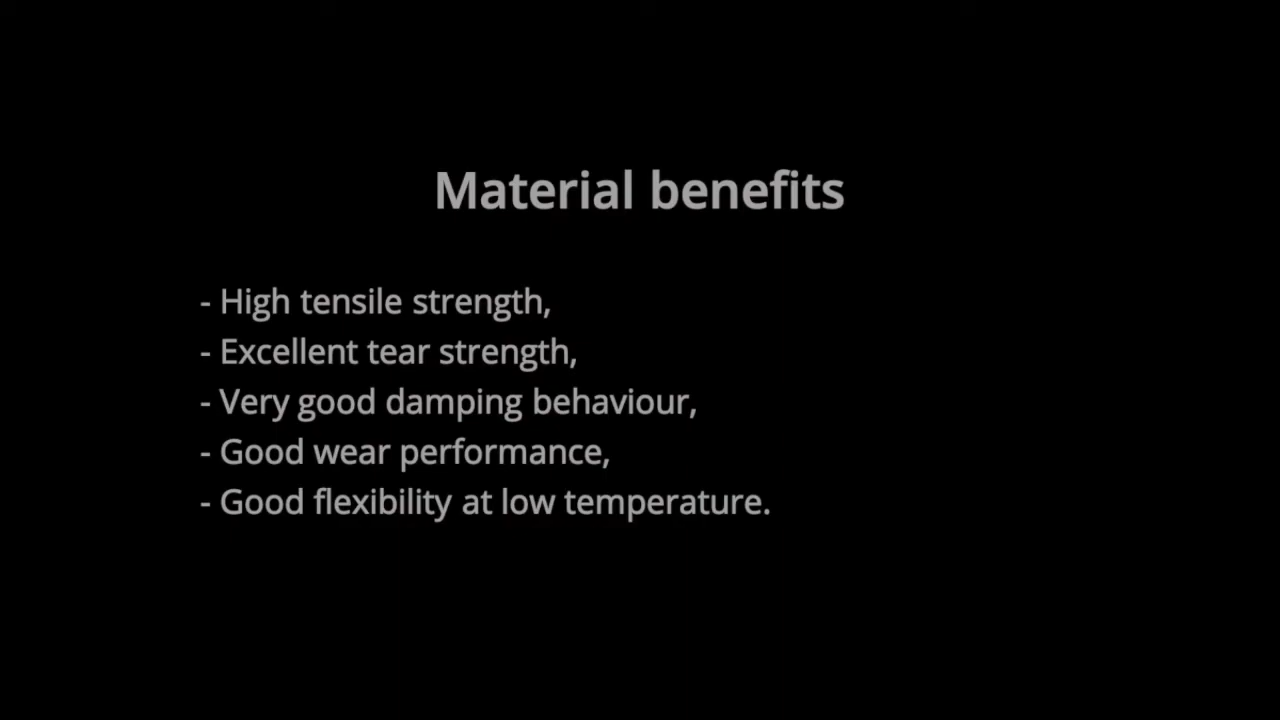 Material benefits
- High tensile strength,
- Excellent tear strength,
- Very good damping behaviour,
- Good wear performance,
- Good flexibility at low temperature.